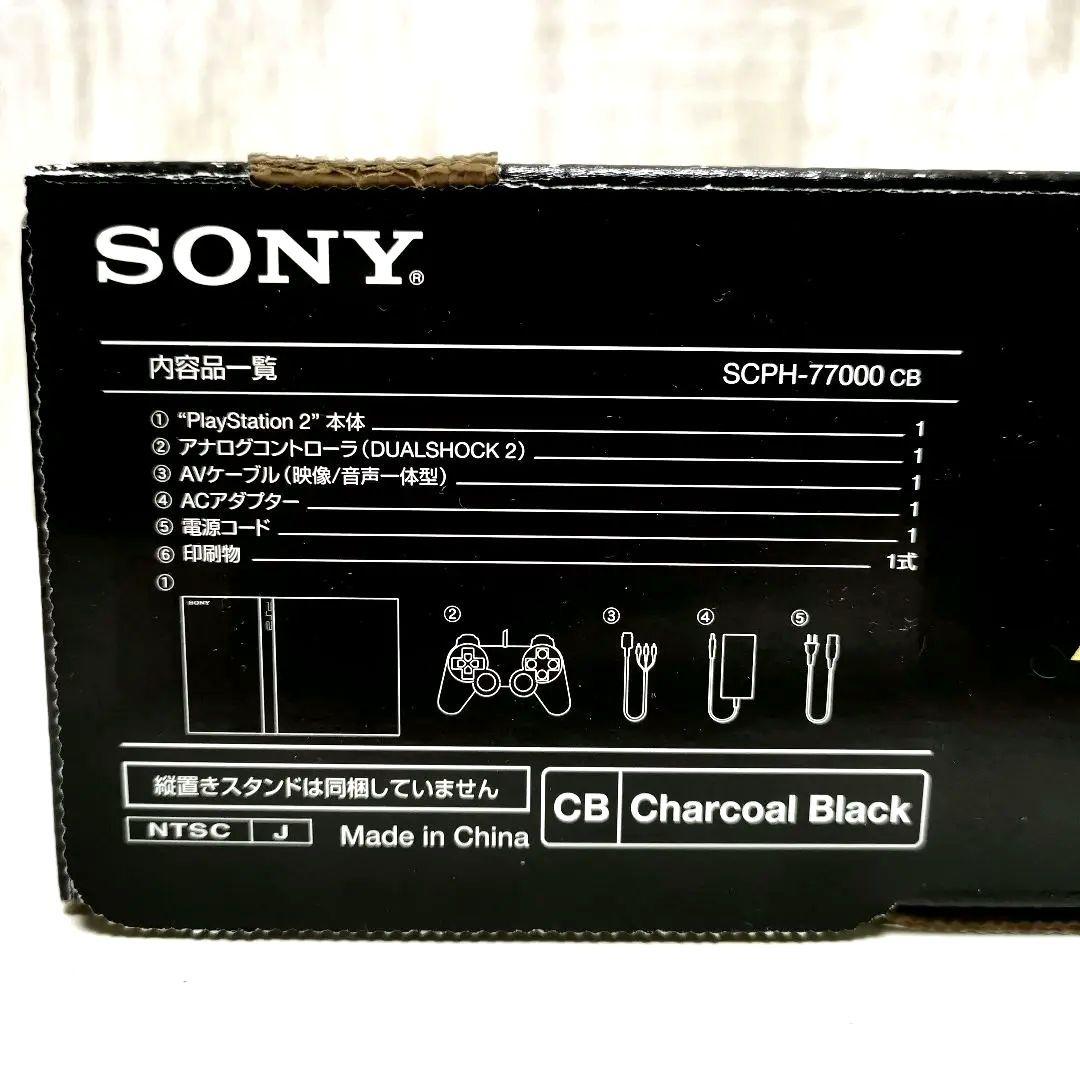 SONY®
内容品一覧 SCPH-77000 CB
① “PlayStation 2” 本体 1
② アナログコントローラ(DUALSHOCK 2) 1
③ AVケーブル(映像/音声一体型) 1
④ ACアダプター 1
⑤ 電源コード 1
⑥ 印刷物 1式
①
SONY
② ③ ④ ⑤
縦置きスタンドは同梱していません
CB Charcoal Black
NTSC J Made in China